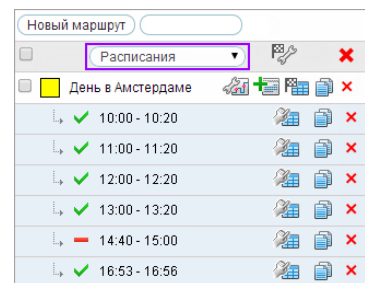 Новый маршрут
Расписания
День в Амстердаме
10:00 - 10:20
11:00 - 11:20
12:00 - 12:20
13:00 - 13:20
14:40 - 15:00
16:53 - 16:56